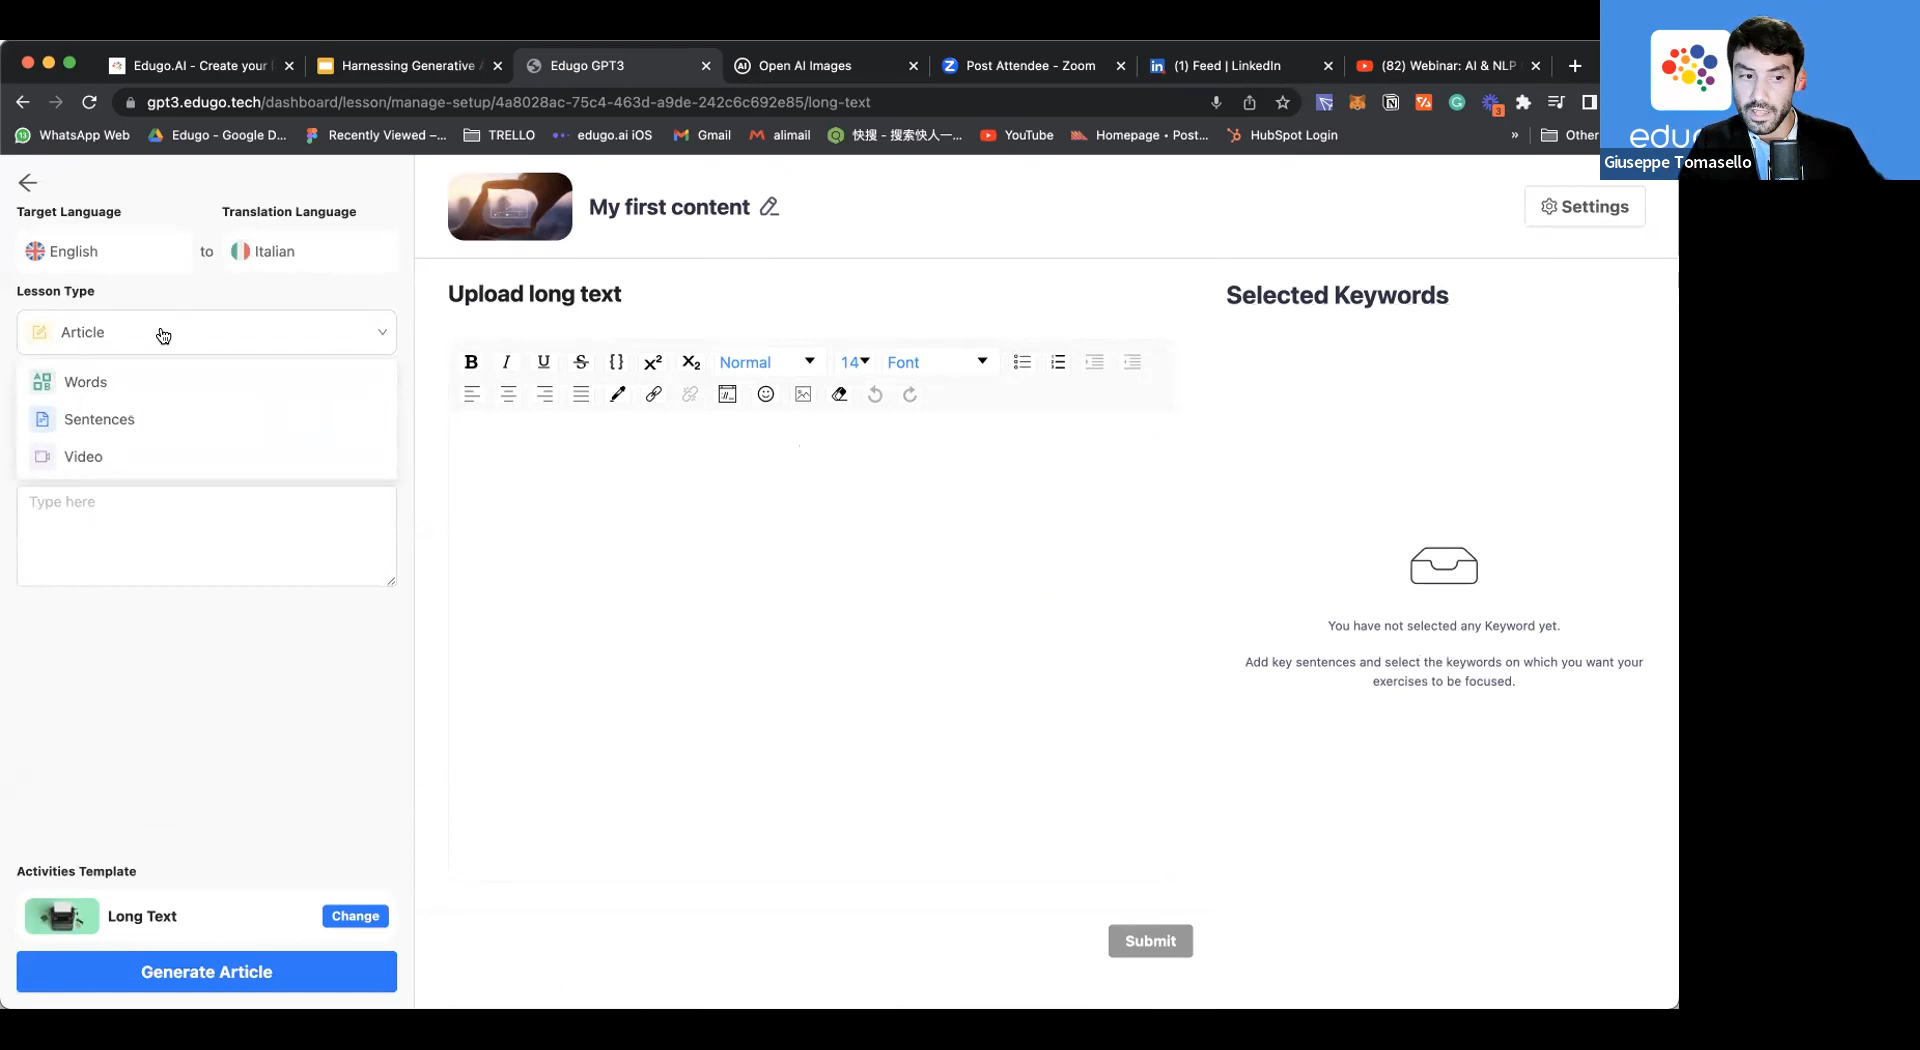 Edugo.AI - Create your
Harnessing Generative A
Edugo GPT3
Open AI Images
Post Attendee - Zoom
(1) Feed | LinkedIn
(82) Webinar: AI & NLP
gpt3.edugo.tech/dashboard/lesson/manage-setup/4a8028ac-75c4-463d-a9de-242c6c692e85/long-text
WhatsApp Web
Edugo - Google D...
Recently Viewed –...
TRELLO
edugo.ai iOS
Gmail
alimail
快搜 - 搜索快人一...
YouTube
Homepage • Post...
HubSpot Login
»
Other
edu
Giuseppe Tomasello
Target Language
Translation Language
English
to
Italian
Lesson Type
Article
Words
Sentences
Video
Type here
Activities Template
Long Text
Change
Generate Article
My first content
Settings
Upload long text
B I U S {} X² X₂ Normal 14 Font
Submit
Selected Keywords
You have not selected any Keyword yet.
Add key sentences and select the keywords on which you want your
exercises to be focused.